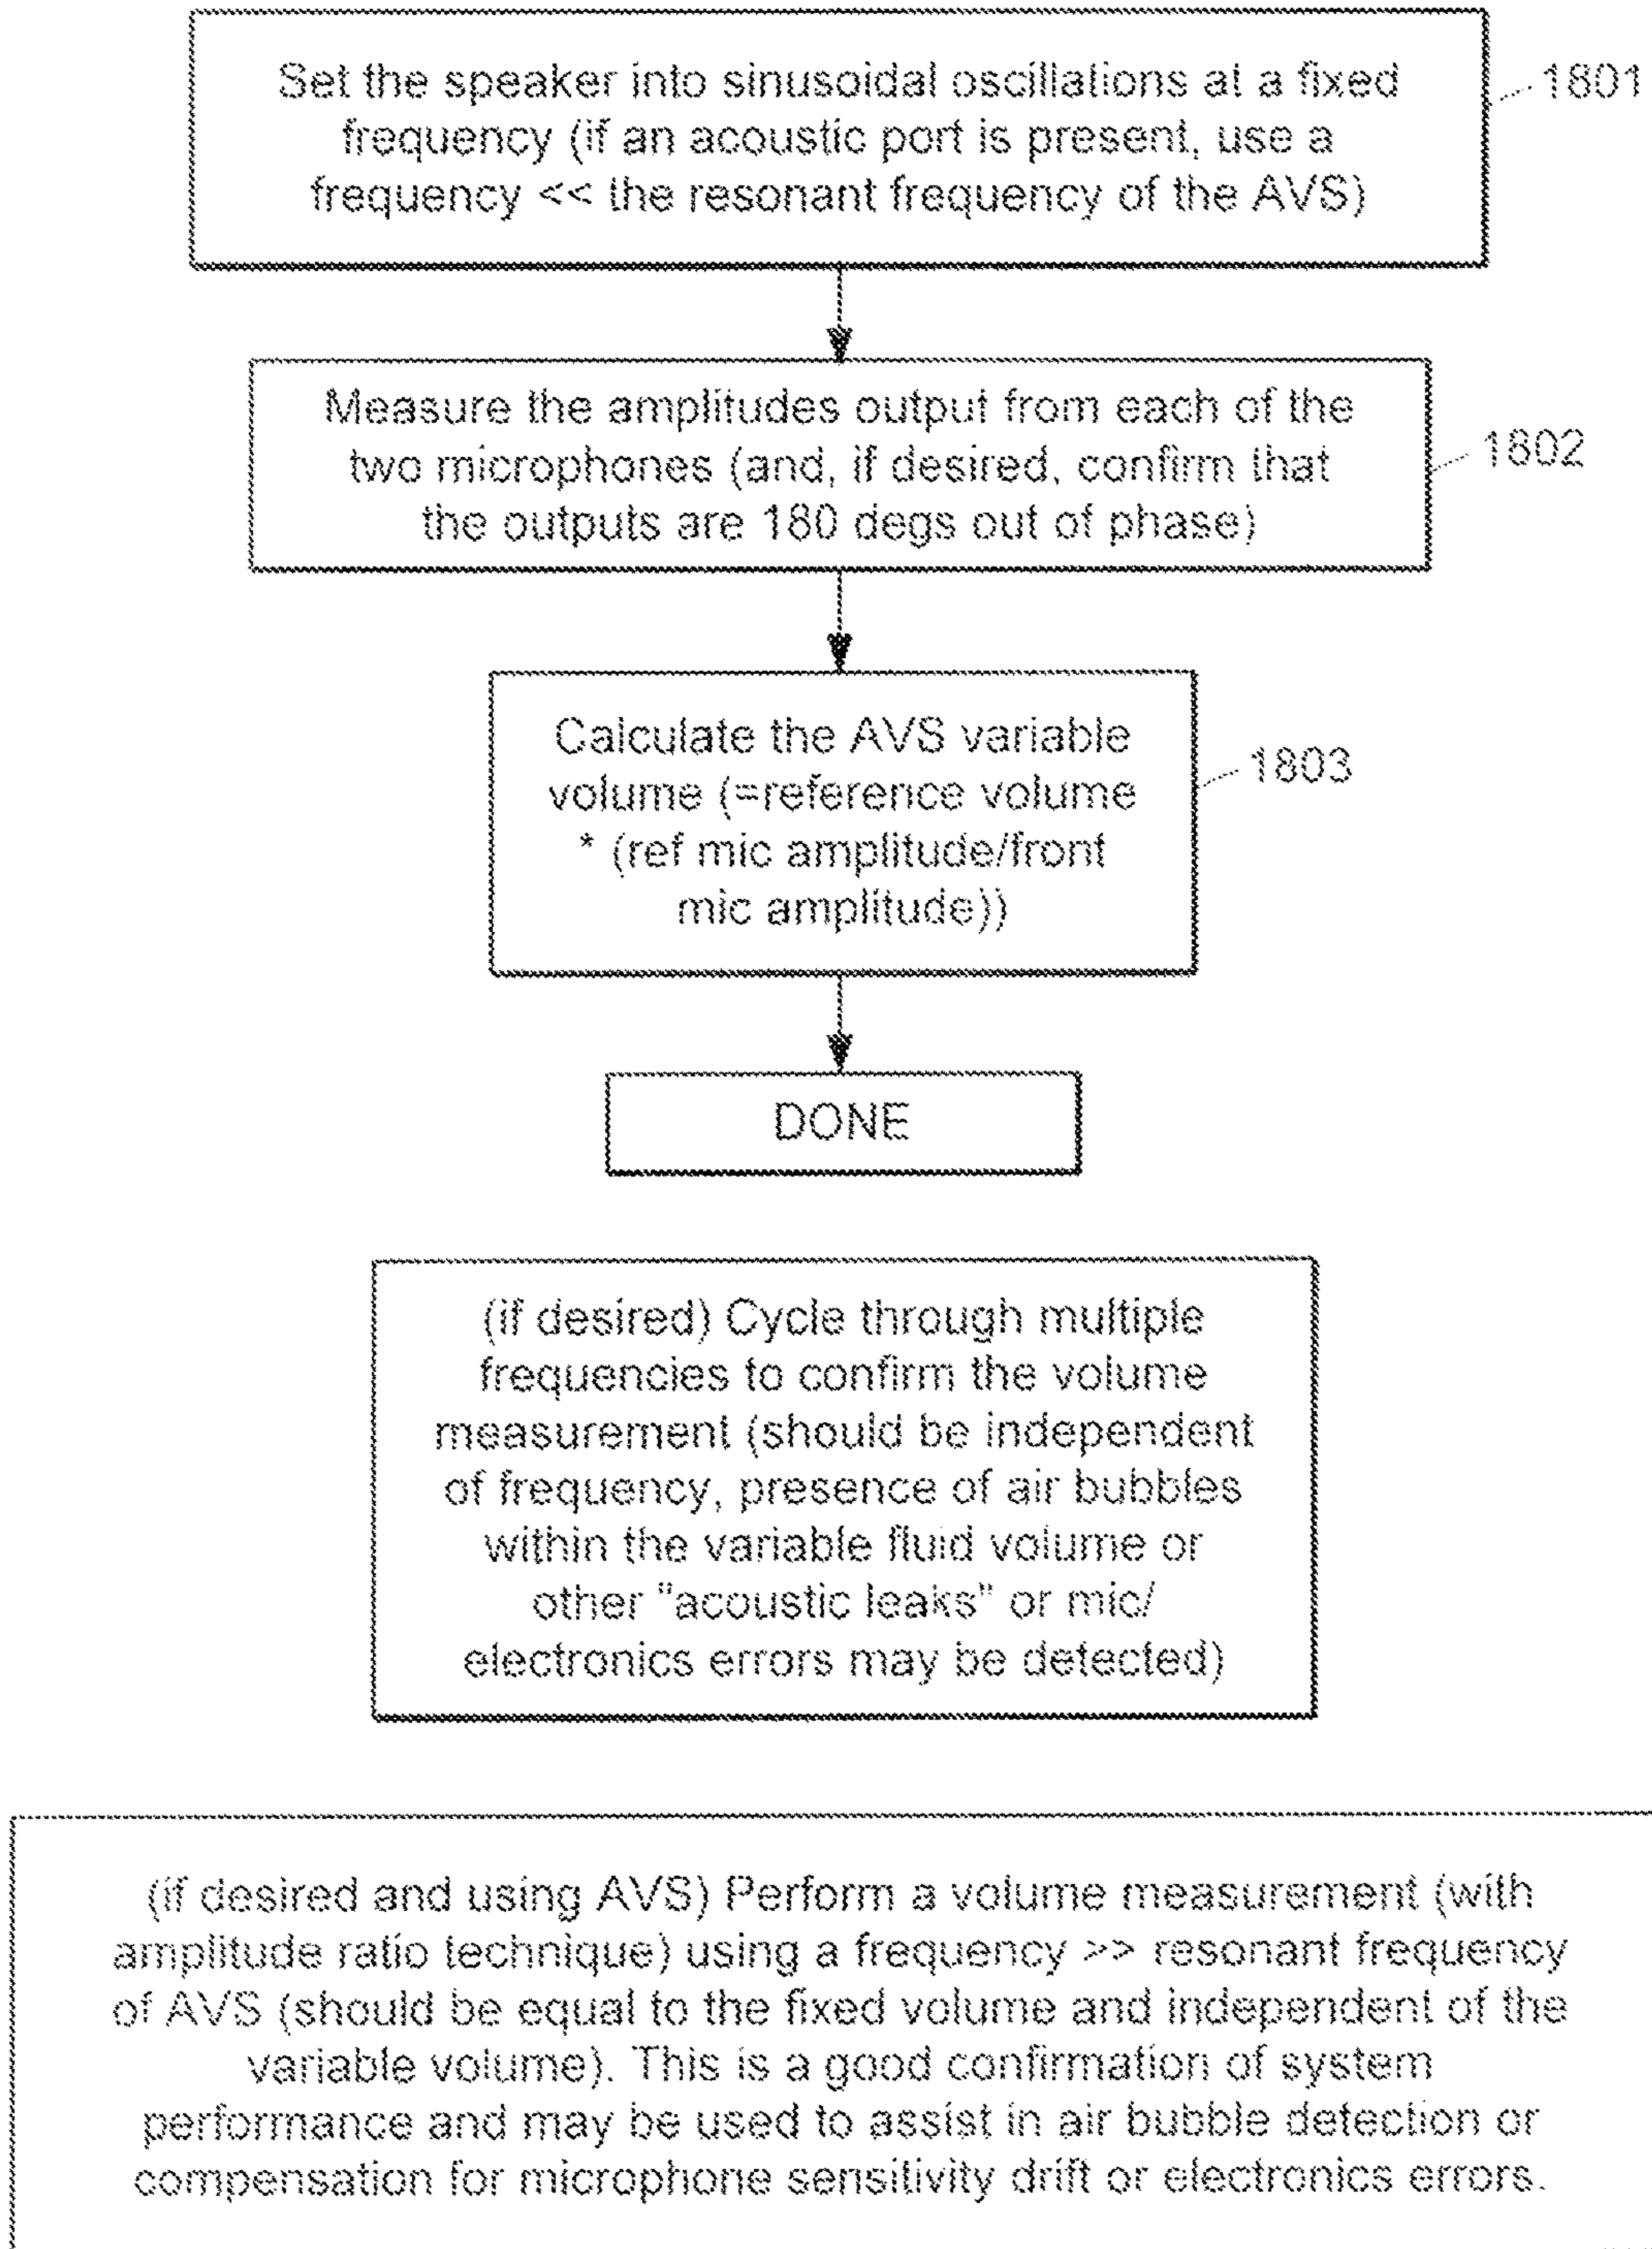 Set the speaker into sinusoidal oscillations at a fixed
frequency (if an acoustic port is present, use a
frequency << the resonant frequency of the AVS)
1801
Measure the amplitudes output from each of the
two microphones (and, if desired, confirm that
the outputs are 180 degs out of phase)
1802
Calculate the AVS variable
volume (=reference volume
* (ref mic amplitude/front
mic amplitude))
1803
DONE
(if desired) Cycle through multiple
frequencies to confirm the volume
measurement (should be independent
of frequency, presence of air bubbles
within the variable fluid volume or
other "acoustic leaks" or mic/
electronics errors may be detected)
(if desired and using AVS) Perform a volume measurement (with
amplitude ratio technique) using a frequency >> resonant frequency
of AVS (should be equal to the fixed volume and independent of the
variable volume). This is a good confirmation of system
performance and may be used to assist in air bubble detection or
compensation for microphone sensitivity drift or electronics errors.